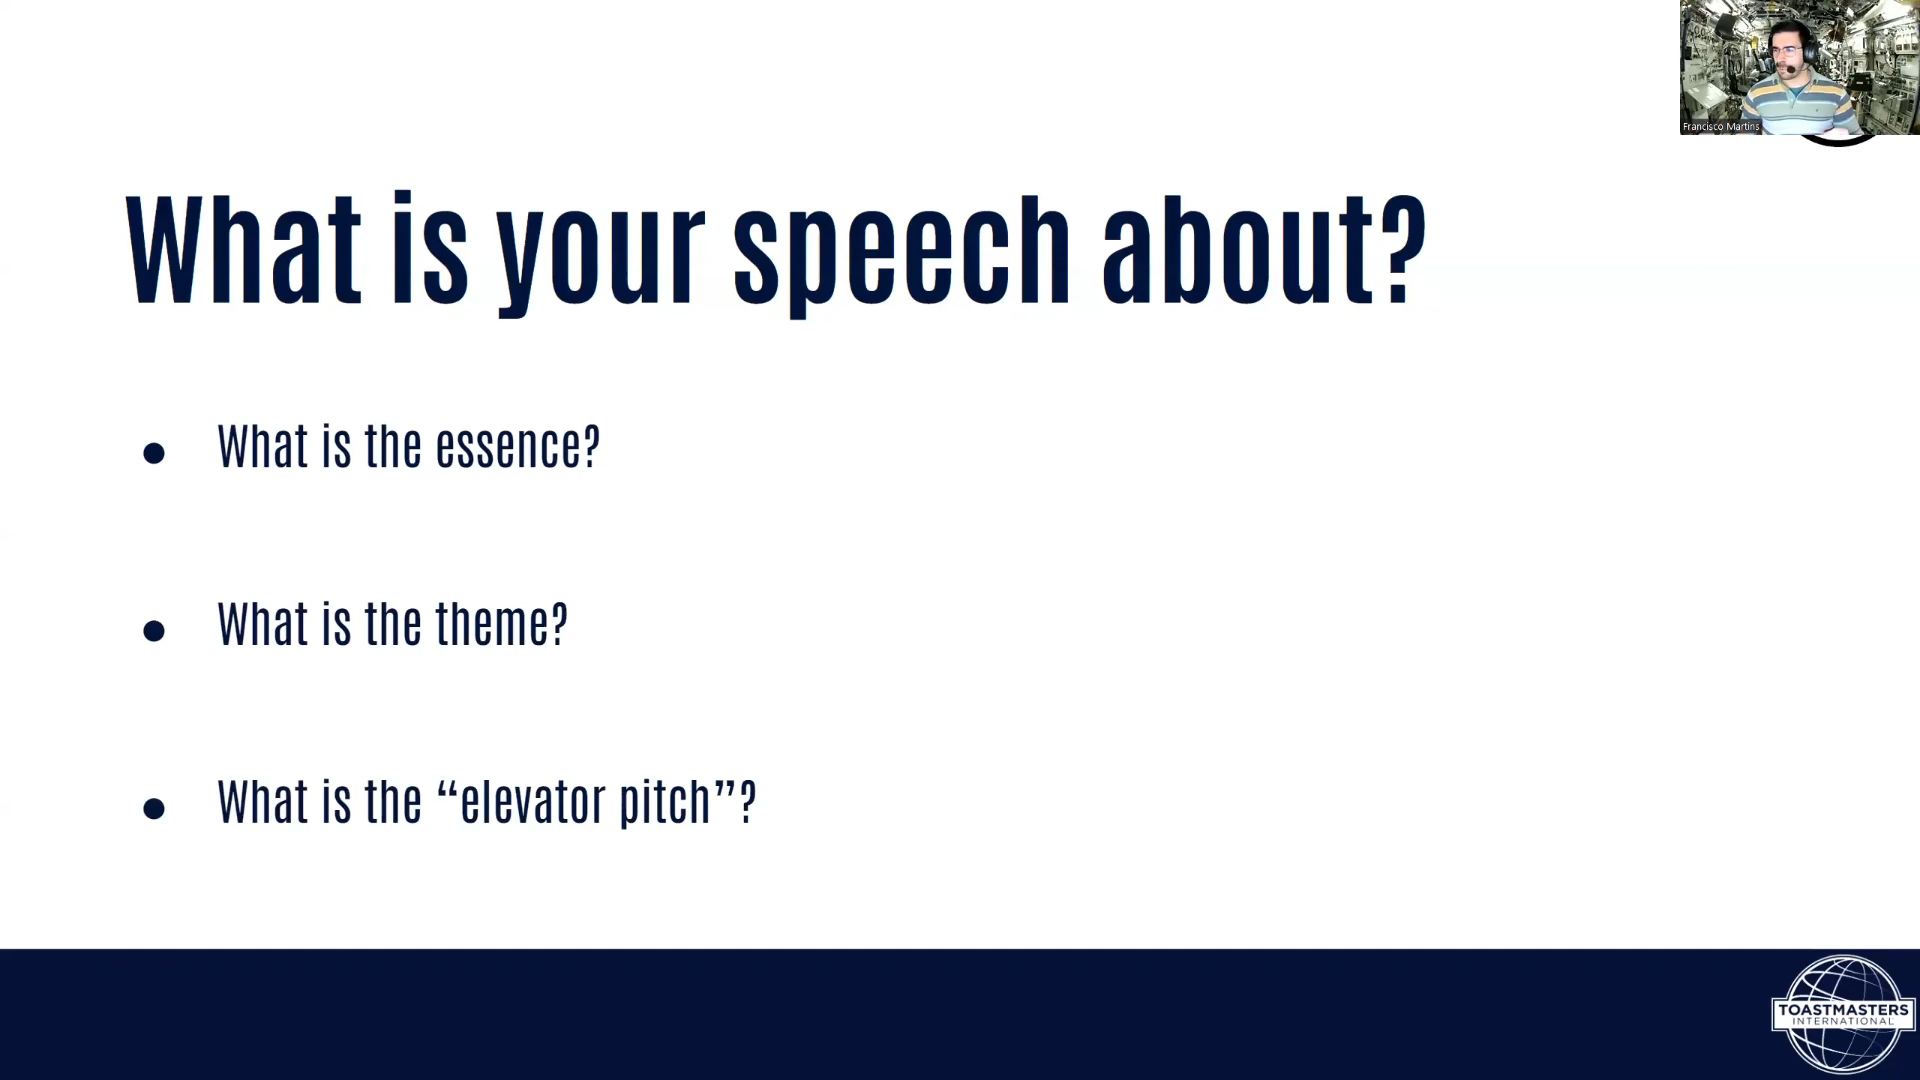 Francisco Martins
What is your speech about?
● What is the essence?
● What is the theme?
● What is the “elevator pitch”?
TOASTMASTERS
INTERNATIONAL